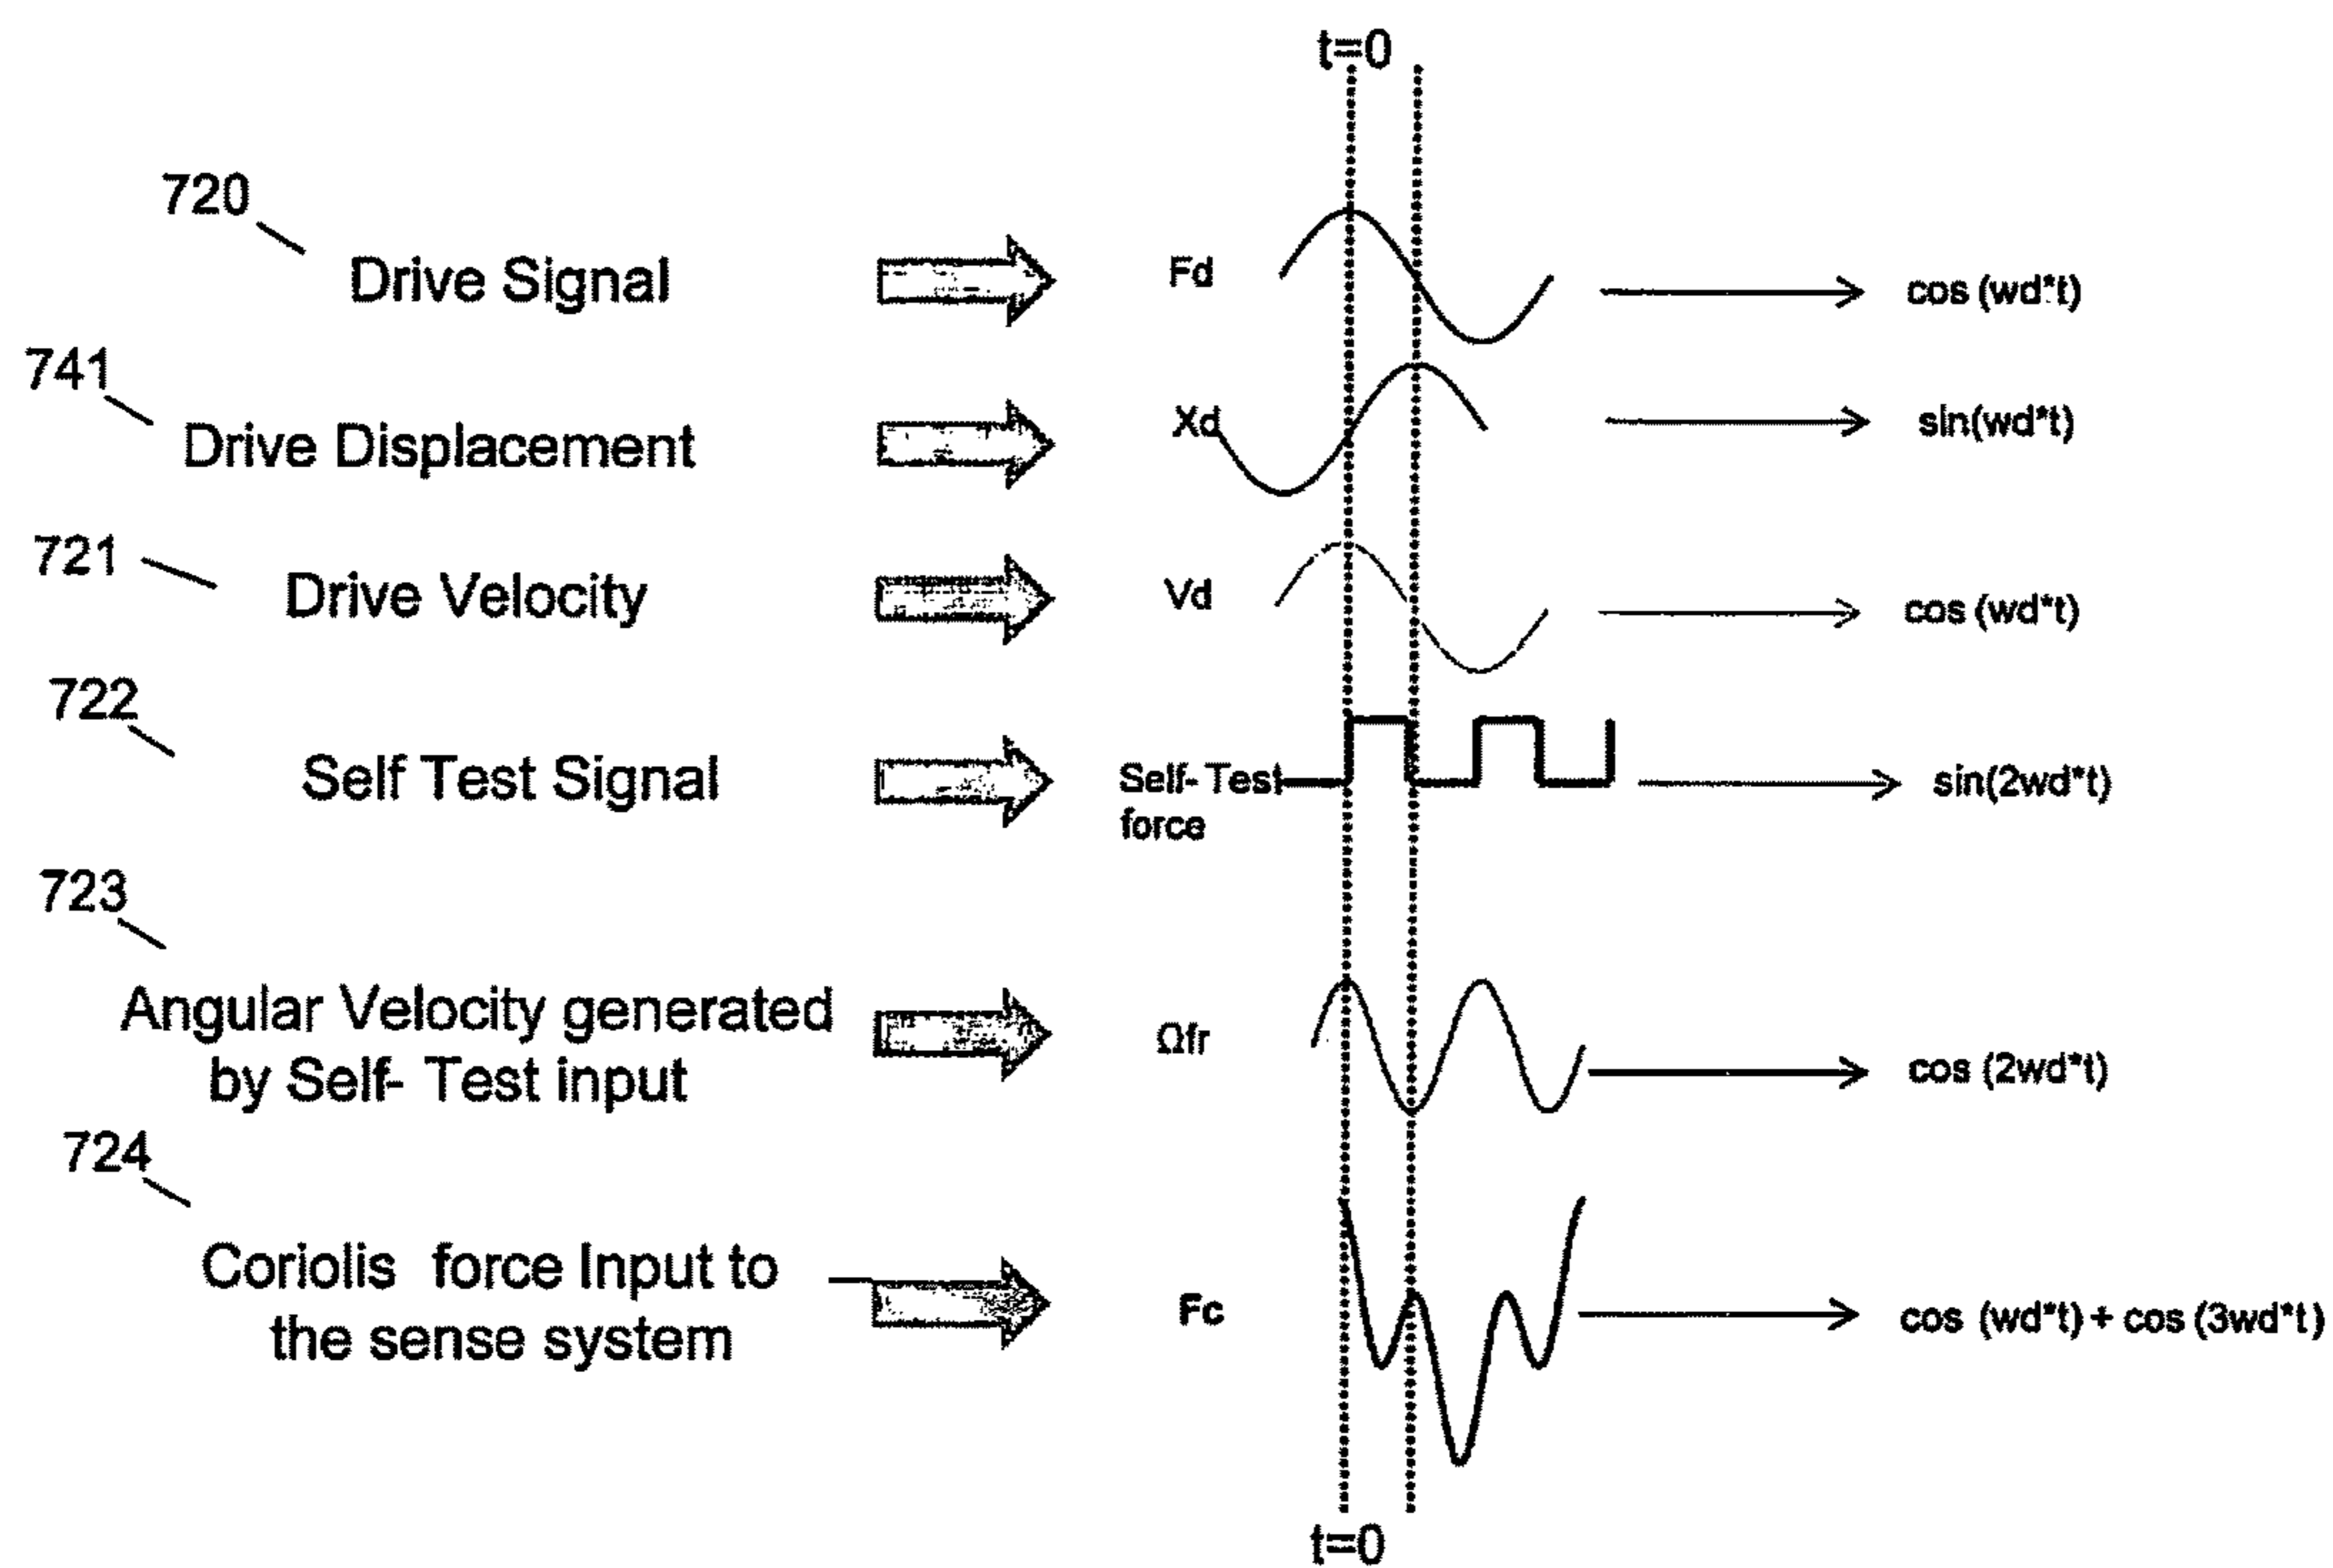 t=0
720
Drive Signal
Fd
cos (wd*t)
741
Drive Displacement
Xd
sin(wd*t)
721
Drive Velocity
Vd
cos (wd*t)
722
Self Test Signal
Self- Test
force
sin(2wd*t)
723
Angular Velocity generated
by Self- Test input
Ωfr
cos (2wd*t)
724
Coriolis force Input to
the sense system
Fc
cos (wd*t) + cos (3wd*t)
t=0